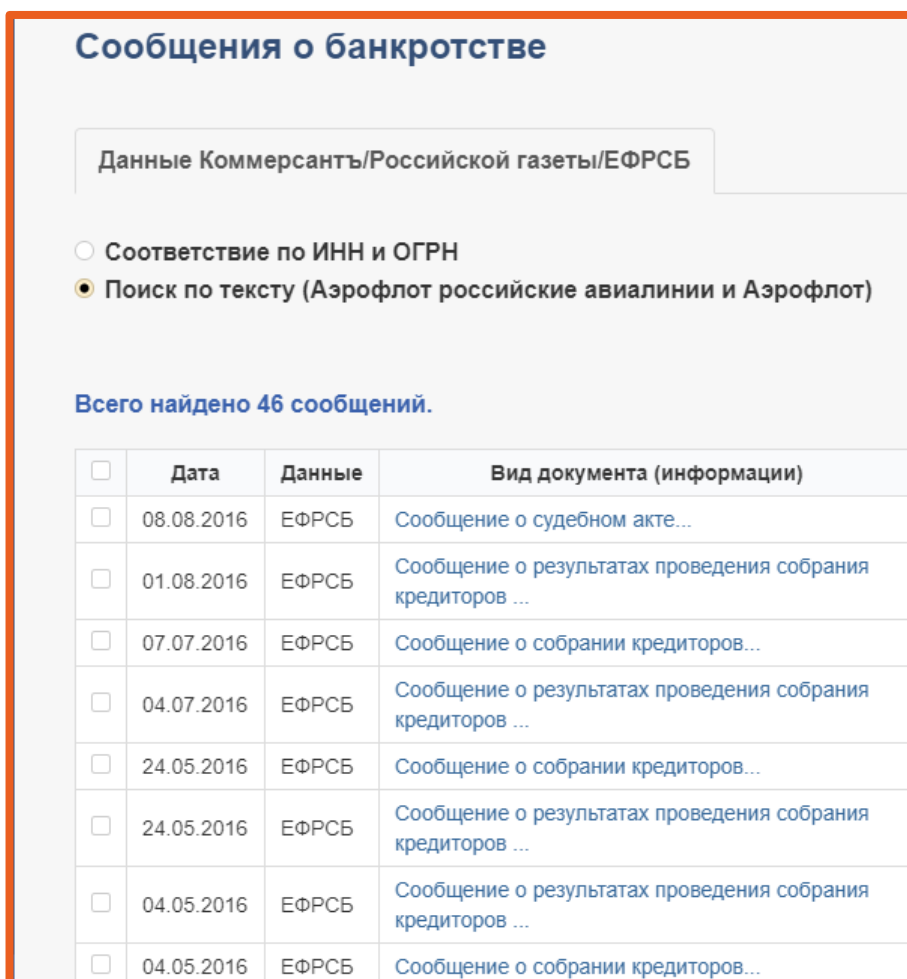 Сообщения о банкротстве
Данные Коммерсантъ/Российской газеты/ЕФРСБ
Соответствие по ИНН и ОГРН
Поиск по тексту (Аэрофлот российские авиалинии и Аэрофлот)
Всего найдено 46 сообщений.
Дата Данные Вид документа (информации)
08.08.2016 ЕФРСБ Сообщение о судебном акте...
01.08.2016 ЕФРСБ Сообщение о результатах проведения собрания
кредиторов ...
07.07.2016 ЕФРСБ Сообщение о собрании кредиторов...
04.07.2016 ЕФРСБ Сообщение о результатах проведения собрания
кредиторов ...
24.05.2016 ЕФРСБ Сообщение о собрании кредиторов...
24.05.2016 ЕФРСБ Сообщение о результатах проведения собрания
кредиторов ...
04.05.2016 ЕФРСБ Сообщение о результатах проведения собрания
кредиторов ...
04.05.2016 ЕФРСБ Сообщение о собрании кредиторов...